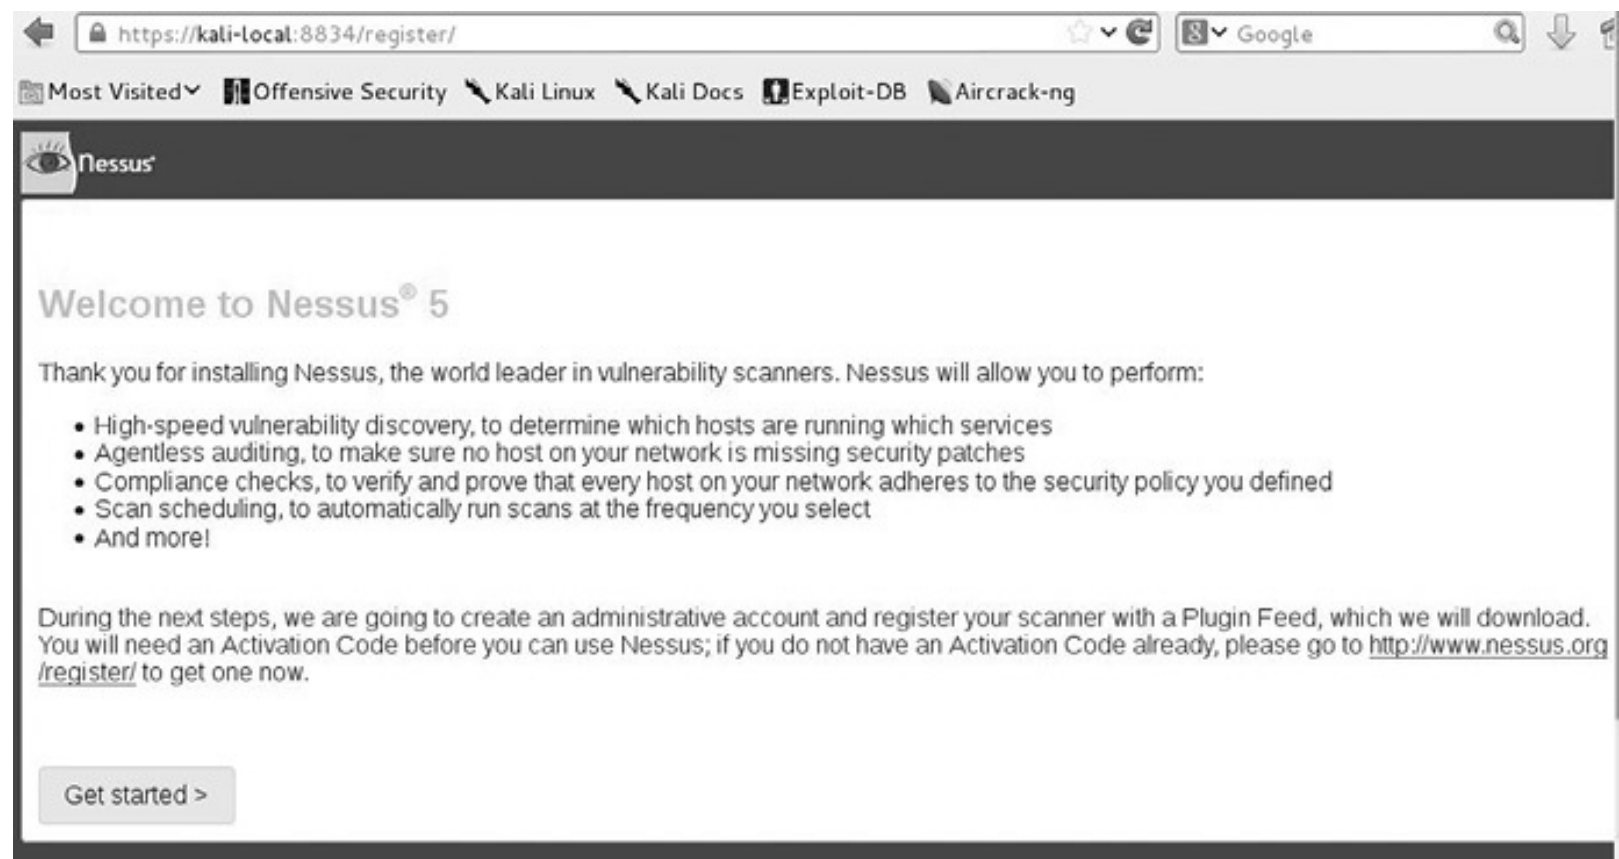 https://kali-local:8834/register/
Google
Most Visited Offensive Security Kali Linux Kali Docs Exploit-DB Aircrack-ng
Nessus
Welcome to Nessus® 5
Thank you for installing Nessus, the world leader in vulnerability scanners. Nessus will allow you to perform:
• High-speed vulnerability discovery, to determine which hosts are running which services
• Agentless auditing, to make sure no host on your network is missing security patches
• Compliance checks, to verify and prove that every host on your network adheres to the security policy you defined
• Scan scheduling, to automatically run scans at the frequency you select
• And more!
During the next steps, we are going to create an administrative account and register your scanner with a Plugin Feed, which we will download.
You will need an Activation Code before you can use Nessus; if you do not have an Activation Code already, please go to http://www.nessus.org
/register/ to get one now.
Get started >